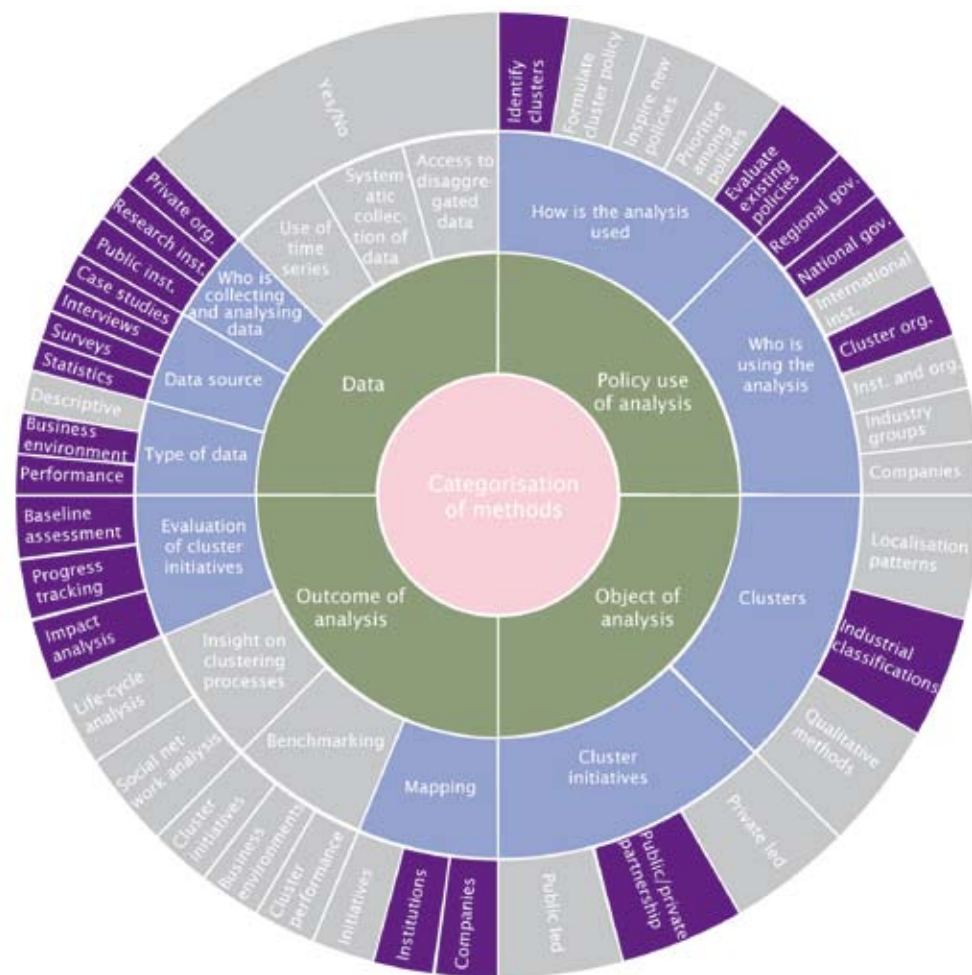 Categorisation
of methods
Policy use
of analysis
Object of
analysis
Outcome of
analysis
Data
How is the analysis
used
Who is
using the
analysis
Clusters
Cluster
initiatives
Mapping
Benchmarking
Insight on
clustering
processes
Evaluation
of cluster
initiatives
Type of data
Data source
Who is
collecting
and analysing
data
Use of
time
series
System-
atic
collec-
tion of
data
Access to
disaggre-
gated
data
Identify
clusters
Formulate
cluster policy
Inspire new
policies
Prioritise
among
policies
Evaluate
existing
policies
Regional gov.
National gov.
International
inst.
Cluster org.
Inst. and org.
Industry
groups
Companies
Localisation
patterns
Industrial
classifications
Qualitative
methods
Private led
Public/private
partnership
Public led
Companies
Institutions
Initiatives
Cluster
performance
Business
environments
Cluster
initiatives
Social net-
work analysis
Life-cycle
analysis
Impact
analysis
Progress
tracking
Baseline
assessment
Performance
Business
environment
Descriptive
Statistics
Surveys
Interviews
Case studies
Public inst.
Research inst.
Private org.
Yes/No